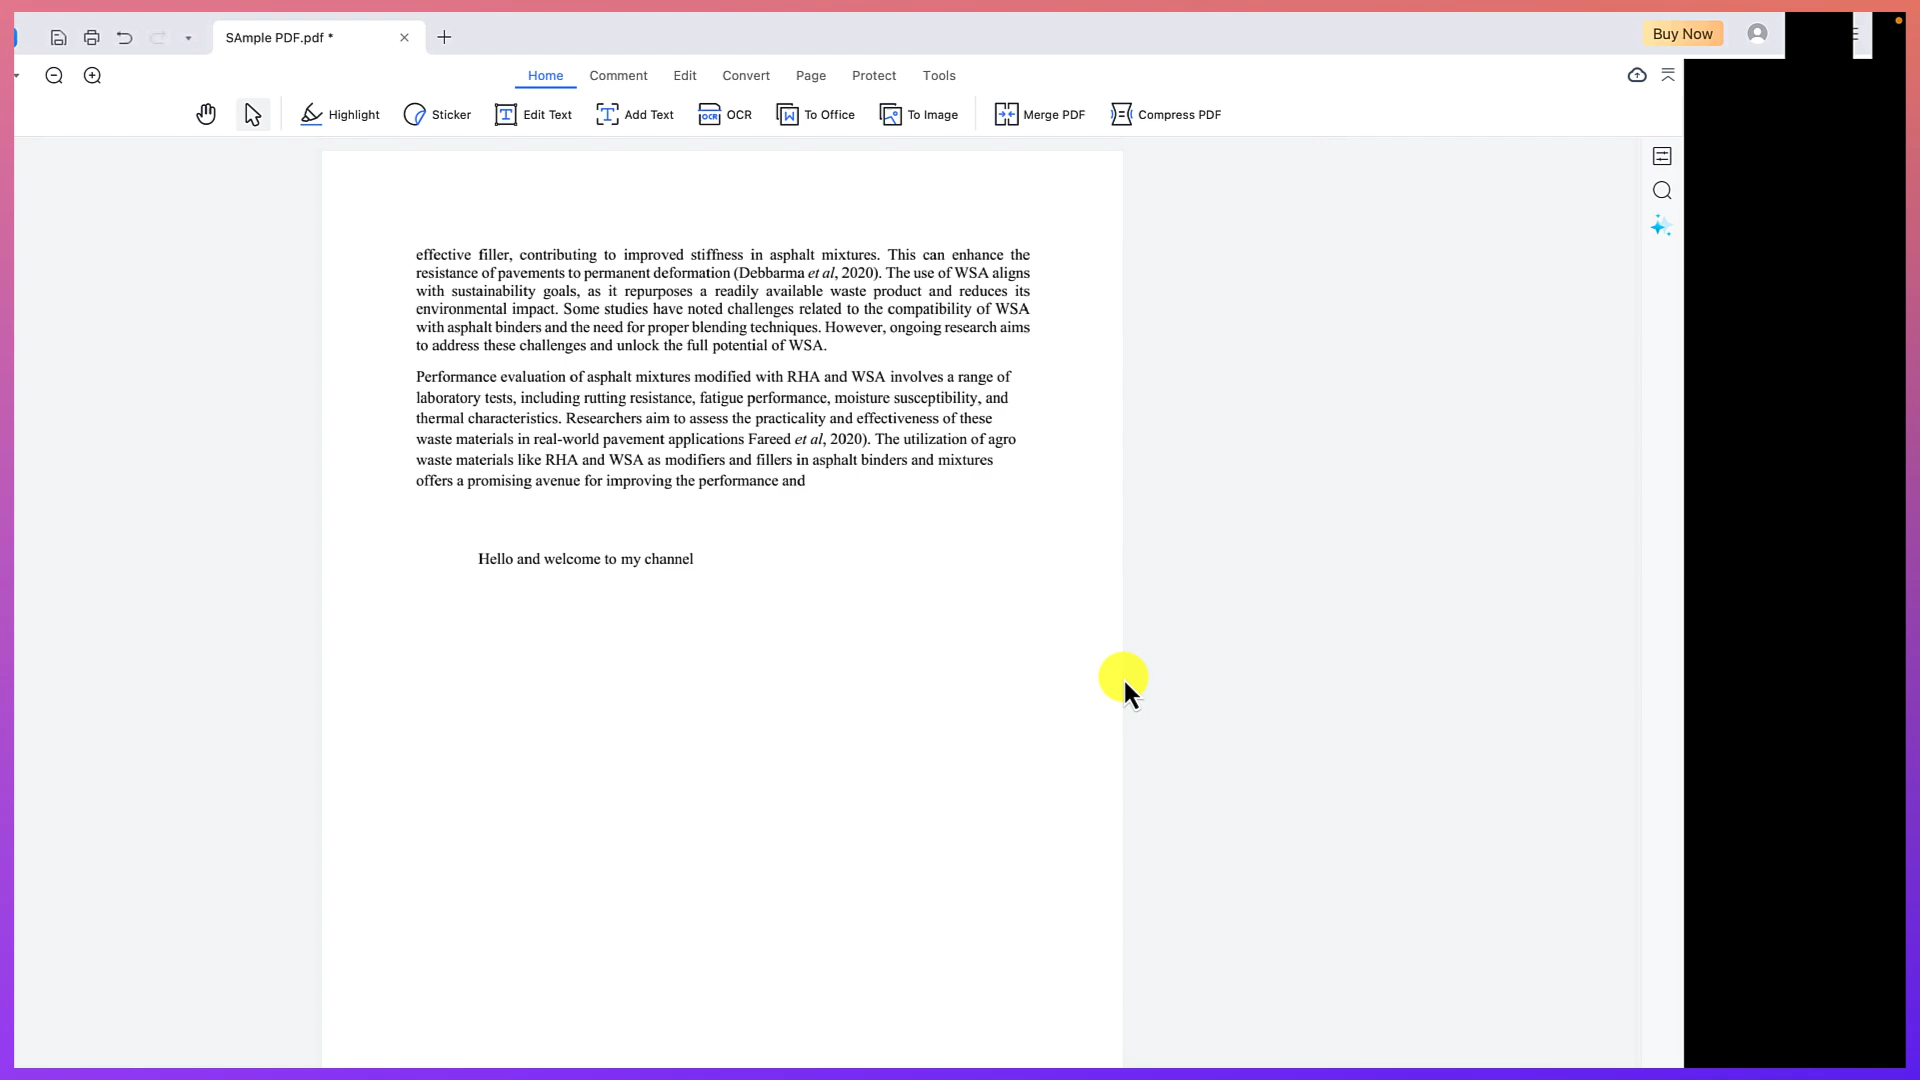 SAmple PDF.pdf *
Buy Now
Home Comment Edit Convert Page Protect Tools
Highlight Sticker Edit Text Add Text OCR OCR To Office To Image Merge PDF Compress PDF
effective filler, contributing to improved stiffness in asphalt mixtures. This can enhance the
resistance of pavements to permanent deformation (Debbarma et al, 2020). The use of WSA aligns
with sustainability goals, as it repurposes a readily available waste product and reduces its
environmental impact. Some studies have noted challenges related to the compatibility of WSA
with asphalt binders and the need for proper blending techniques. However, ongoing research aims
to address these challenges and unlock the full potential of WSA.
Performance evaluation of asphalt mixtures modified with RHA and WSA involves a range of
laboratory tests, including rutting resistance, fatigue performance, moisture susceptibility, and
thermal characteristics. Researchers aim to assess the practicality and effectiveness of these
waste materials in real-world pavement applications Fareed et al, 2020). The utilization of agro
waste materials like RHA and WSA as modifiers and fillers in asphalt binders and mixtures
offers a promising avenue for improving the performance and
Hello and welcome to my channel